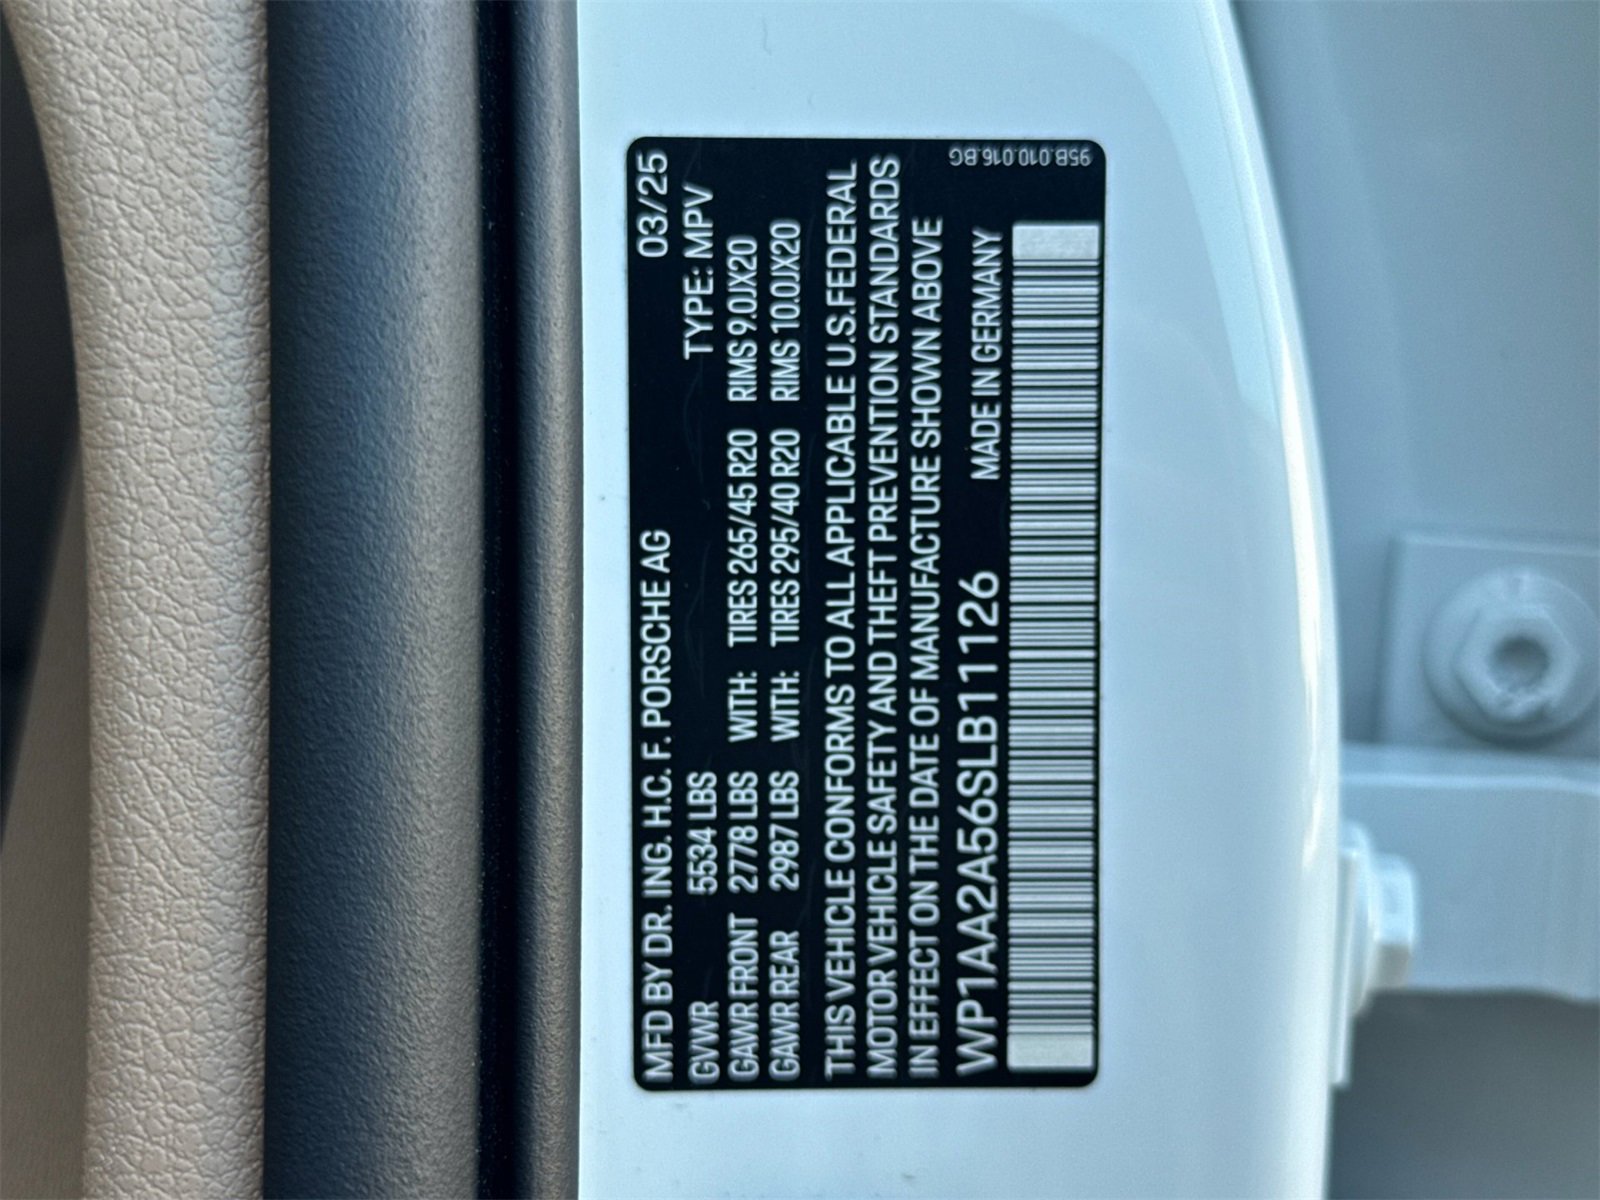 MFD BY DR. ING. H.C. F. PORSCHE AG 03/25
GVWR 5534 LBS TYPE: MPV
GAWR FRONT 2778 LBS WITH: TIRES 265/45 R20 RIMS 9.0JX20
GAWR REAR 2987 LBS WITH: TIRES 295/40 R20 RIMS 10.0JX20
THIS VEHICLE CONFORMS TO ALL APPLICABLE U.S.FEDERAL
MOTOR VEHICLE SAFETY AND THEFT PREVENTION STANDARDS
IN EFFECT ON THE DATE OF MANUFACTURE SHOWN ABOVE
WP1AA2A56SLB11126 MADE IN GERMANY
95B.010.016.BG